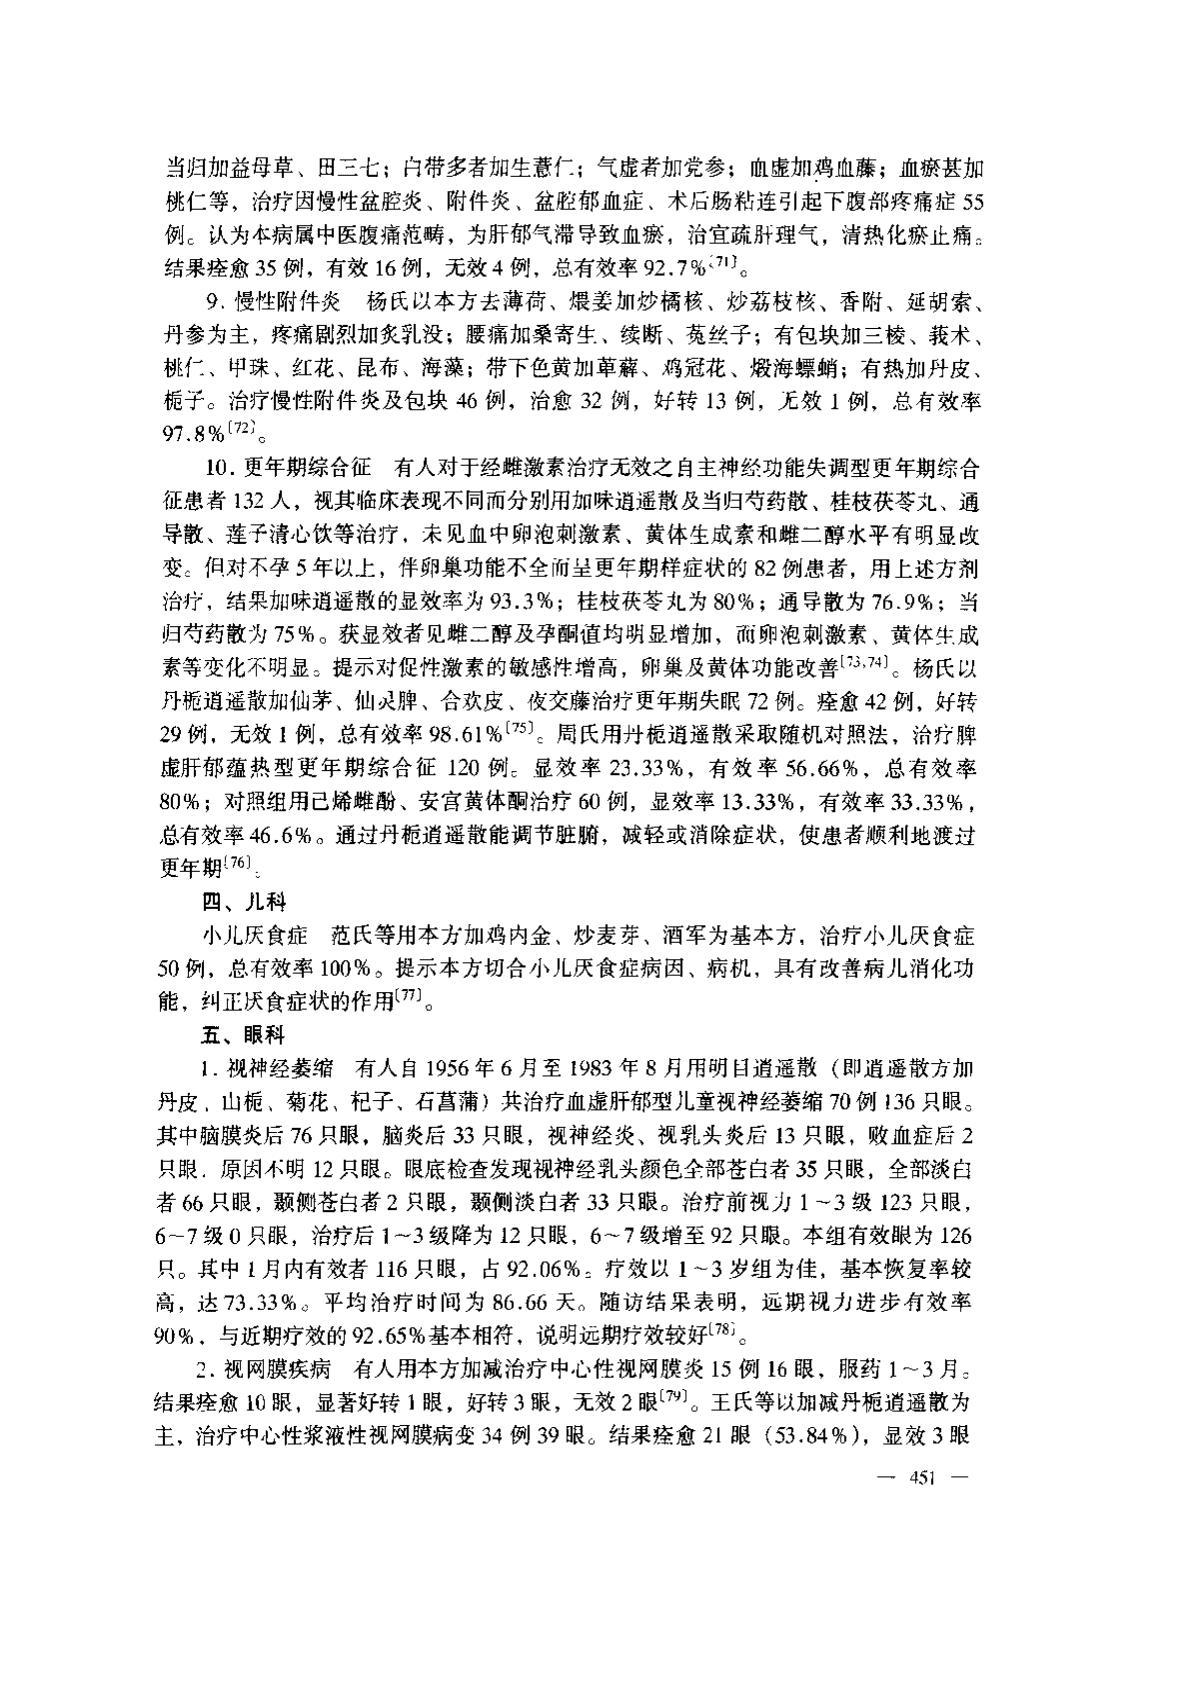 当归加益母草、田三七；白带多者加生薏仁；气虚者加党参；血虚加鸡血藤；血瘀甚加
桃仁等，治疗因慢性盆腔炎、附件炎、盆腔郁血症、术后肠粘连引起下腹部疼痛症 55
例。认为本病属中医腹痛范畴，为肝郁气滞导致血瘀，治宜疏肝理气，清热化瘀止痛。
结果痊愈 35 例，有效 16 例，无效 4 例，总有效率 92.7%〔71〕。
9. 慢性附件炎 杨氏以本方去薄荷、煨姜加炒橘核、炒荔枝核、香附、延胡索、
丹参为主，疼痛剧烈加炙乳没；腰痛加桑寄生、续断、菟丝子；有包块加三棱、莪术、
桃仁、甲珠、红花、昆布、海藻；带下色黄加萆薢、鸡冠花、煅海螵蛸；有热加丹皮、
栀子。治疗慢性附件炎及包块 46 例，治愈 32 例，好转 13 例，无效 1 例，总有效率
97.8%〔72〕。
10. 更年期综合征 有人对于经雌激素治疗无效之自主神经功能失调型更年期综合
征患者 132 人，视其临床表现不同而分别用加味逍遥散及当归芍药散、桂枝茯苓丸、通
导散、莲子清心饮等治疗，未见血中卵泡刺激素、黄体生成素和雌二醇水平有明显改
变。但对不孕 5 年以上，伴卵巢功能不全而呈更年期样症状的 82 例患者，用上述方剂
治疗，结果加味逍遥散的显效率为 93.3%；桂枝茯苓丸为 80%；通导散为 76.9%；当
归芍药散为 75%。获显效者见雌二醇及孕酮值均明显增加，而卵泡刺激素、黄体生成
素等变化不明显。提示对促性激素的敏感性增高，卵巢及黄体功能改善〔73,74〕。杨氏以
丹栀逍遥散加仙茅、仙灵脾、合欢皮、夜交藤治疗更年期失眠 72 例。痊愈 42 例，好转
29 例，无效 1 例，总有效率 98.61%〔75〕。周氏用丹栀逍遥散采取随机对照法，治疗脾
虚肝郁蕴热型更年期综合征 120 例。显效率 23.33%，有效率 56.66%，总有效率
80%；对照组用己烯雌酚、安宫黄体酮治疗 60 例，显效率 13.33%，有效率 33.33%，
总有效率 46.6%。通过丹栀逍遥散能调节脏腑，减轻或消除症状，使患者顺利地渡过
更年期〔76〕。
四、儿科
小儿厌食症 范氏等用本方加鸡内金、炒麦芽、酒军为基本方，治疗小儿厌食症
50 例，总有效率 100%。提示本方切合小儿厌食症病因、病机，具有改善病儿消化功
能，纠正厌食症状的作用〔77〕。
五、眼科
1. 视神经萎缩 有人自 1956 年 6 月至 1983 年 8 月用明目逍遥散（即逍遥散方加
丹皮、山栀、菊花、杞子、石菖蒲）共治疗血虚肝郁型儿童视神经萎缩 70 例 136 只眼。
其中脑膜炎后 76 只眼，脑炎后 33 只眼，视神经炎、视乳头炎后 13 只眼，败血症后 2
只眼．原因不明 12 只眼。眼底检查发现视神经乳头颜色全部苍白者 35 只眼，全部淡白
者 66 只眼，颞侧苍白者 2 只眼，颞侧淡白者 33 只眼。治疗前视力 1～3 级 123 只眼，
6～7 级 0 只眼，治疗后 1～3 级降为 12 只眼，6～7 级增至 92 只眼。本组有效眼为 126
只。其中 1 月内有效者 116 只眼，占 92.06%。疗效以 1～3 岁组为佳，基本恢复率较
高，达 73.33%。平均治疗时间为 86.66 天。随访结果表明，远期视力进步有效率
90%，与近期疗效的 92.65%基本相符，说明远期疗效较好〔78〕。
2. 视网膜疾病 有人用本方加减治疗中心性视网膜炎 15 例 16 眼，服药 1～3 月。
结果痊愈 10 眼，显著好转 1 眼，好转 3 眼，无效 2 眼〔79〕。王氏等以加减丹栀逍遥散为
主，治疗中心性浆液性视网膜病变 34 例 39 眼。结果痊愈 21 眼（53.84%），显效 3 眼
— 451 —